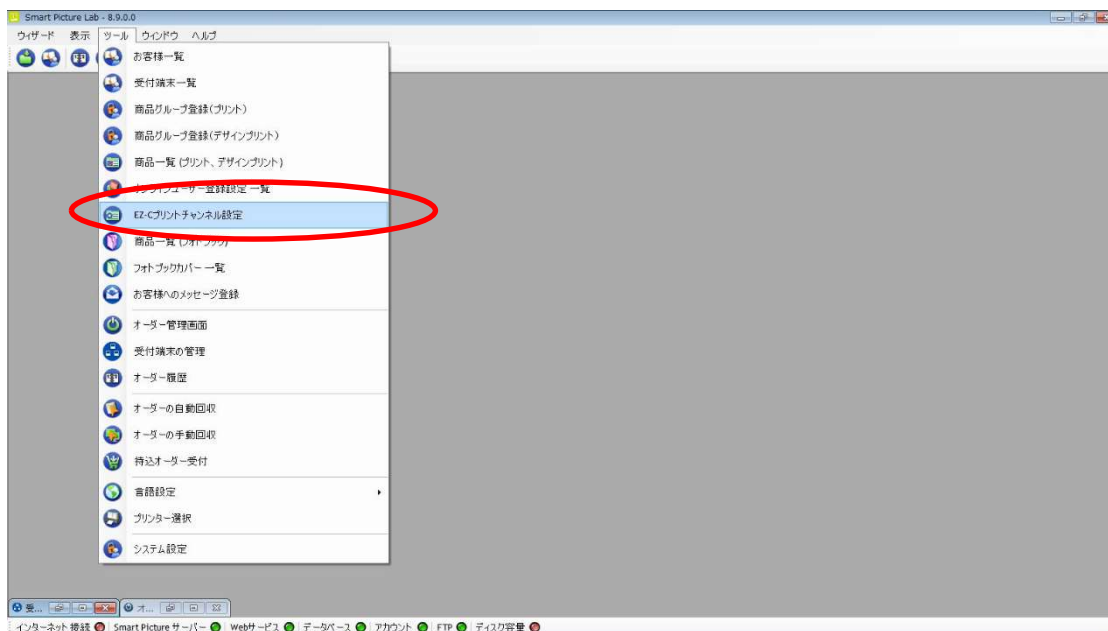 Smart Picture Lab - 8.9.0.0
ウィザード 表示 ツール ウィンドウ ヘルプ
お客様一覧
受付端末一覧
商品グループ登録(プリント)
商品グループ登録(デザインプリント)
商品一覧 (プリント、デザインプリント)
ユーザー登録設定 一覧
EZ-Cプリントチャンネル設定
商品一覧 (フォトブック)
フォトブックカバー 一覧
お客様へのメッセージ登録
オーダー管理画面
受付端末の管理
オーダー履歴
オーダーの自動回収
オーダーの手動回収
持込オーダー受付
言語設定
プリンター選択
システム設定
受... オ...
インターネット接続 Smart Picture サーバー Webサービス データベース アカウント FTP ディスク容量